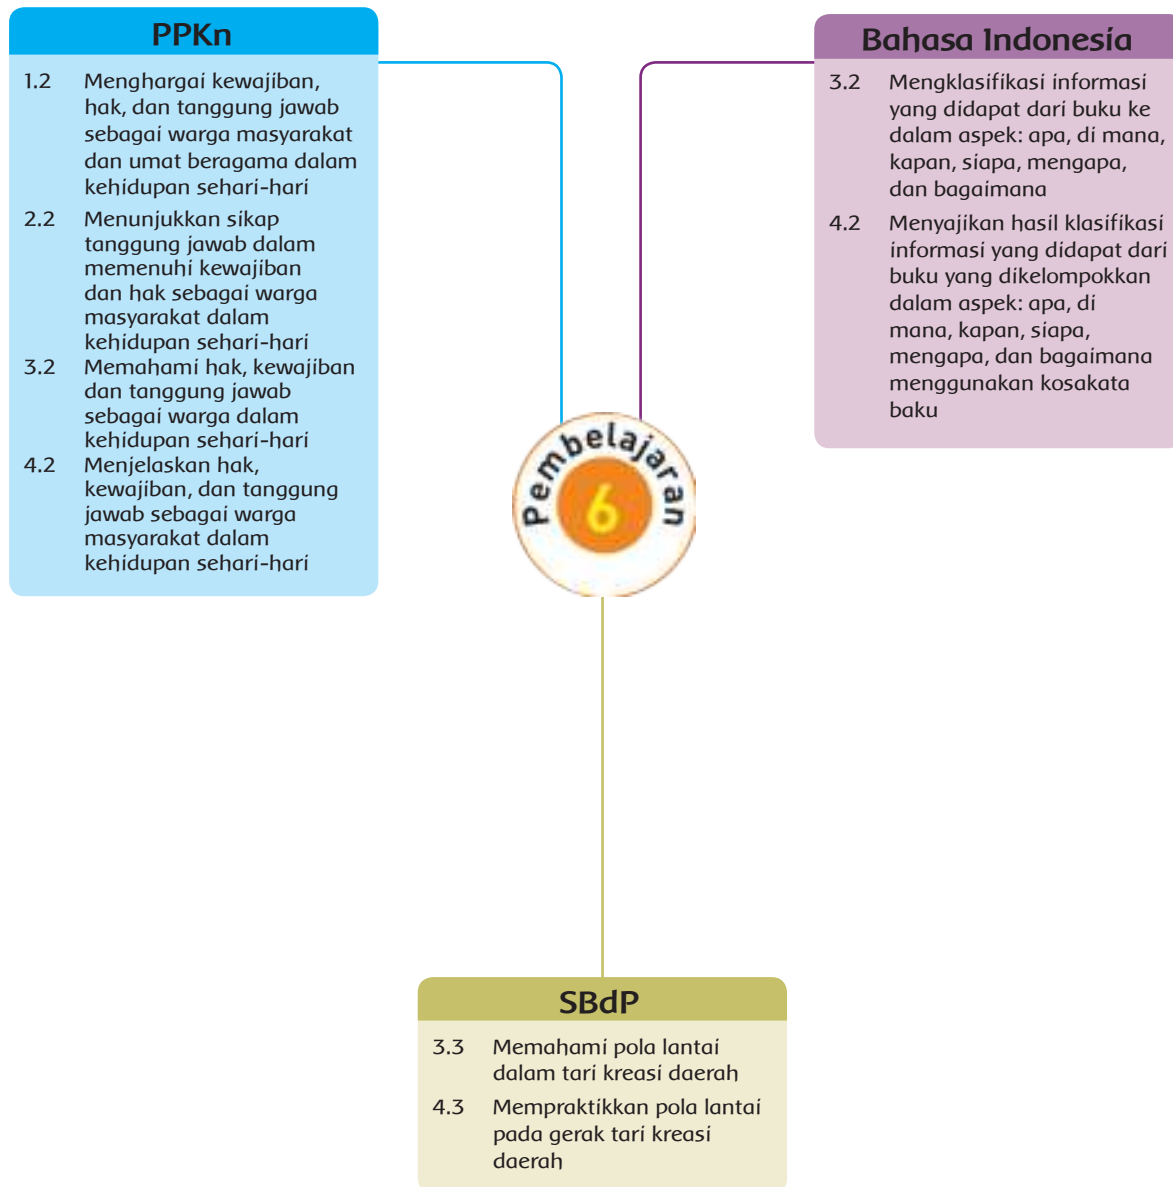 PPKn
1.2 Menghargai kewajiban,
hak, dan tanggung jawab
sebagai warga masyarakat
dan umat beragama dalam
kehidupan sehari-hari
2.2 Menunjukkan sikap
tanggung jawab dalam
memenuhi kewajiban
dan hak sebagai warga
masyarakat dalam
kehidupan sehari-hari
3.2 Memahami hak, kewajiban
dan tanggung jawab
sebagai warga dalam
kehidupan sehari-hari
4.2 Menjelaskan hak,
kewajiban, dan tanggung
jawab sebagai warga
masyarakat dalam
kehidupan sehari-hari
Bahasa Indonesia
3.2 Mengklasifikasi informasi
yang didapat dari buku ke
dalam aspek: apa, di mana,
kapan, siapa, mengapa,
dan bagaimana
4.2 Menyajikan hasil klasifikasi
informasi yang didapat dari
buku yang dikelompokkan
dalam aspek: apa, di
mana, kapan, siapa,
mengapa, dan bagaimana
menggunakan kosakata
baku
Pembelajaran
6
SBdP
3.3 Memahami pola lantai
dalam tari kreasi daerah
4.3 Mempraktikkan pola lantai
pada gerak tari kreasi
daerah